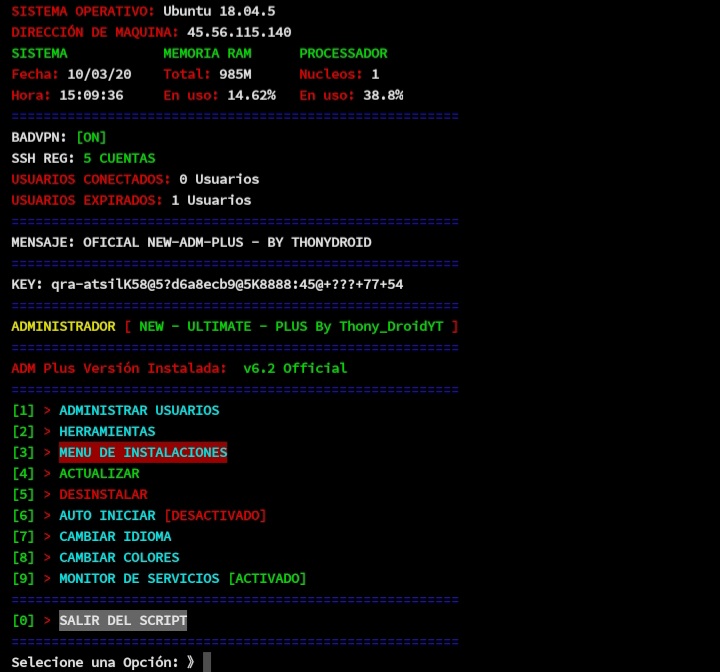 SISTEMA OPERATIVO: Ubuntu 18.04.5
DIRECCIÓN DE MAQUINA: 45.56.115.140
SISTEMA MEMORIA RAM PROCESSADOR
Fecha: 10/03/20 Total: 985M Nucleos: 1
Hora: 15:09:36 En uso: 14.62% En uso: 38.8%
========================================================
BADVPN: [ON]
SSH REG: 5 CUENTAS
USUARIOS CONECTADOS: 0 Usuarios
USUARIOS EXPIRADOS: 1 Usuarios
========================================================
MENSAJE: OFICIAL NEW-ADM-PLUS - BY THONYDROID
========================================================
KEY: qra-atsilK58@5?d6a8ecb9@5K8888:45@+???+77+54
========================================================
ADMINISTRADOR [ NEW - ULTIMATE - PLUS By Thony_DroidYT ]
========================================================
ADM Plus Versión Instalada: v6.2 Official
========================================================
[1] > ADMINISTRAR USUARIOS
[2] > HERRAMIENTAS
[3] > MENU DE INSTALACIONES
[4] > ACTUALIZAR
[5] > DESINSTALAR
[6] > AUTO INICIAR [DESACTIVADO]
[7] > CAMBIAR IDIOMA
[8] > CAMBIAR COLORES
[9] > MONITOR DE SERVICIOS [ACTIVADO]
========================================================
[0] > SALIR DEL SCRIPT
========================================================
Selecione una Opción: 》